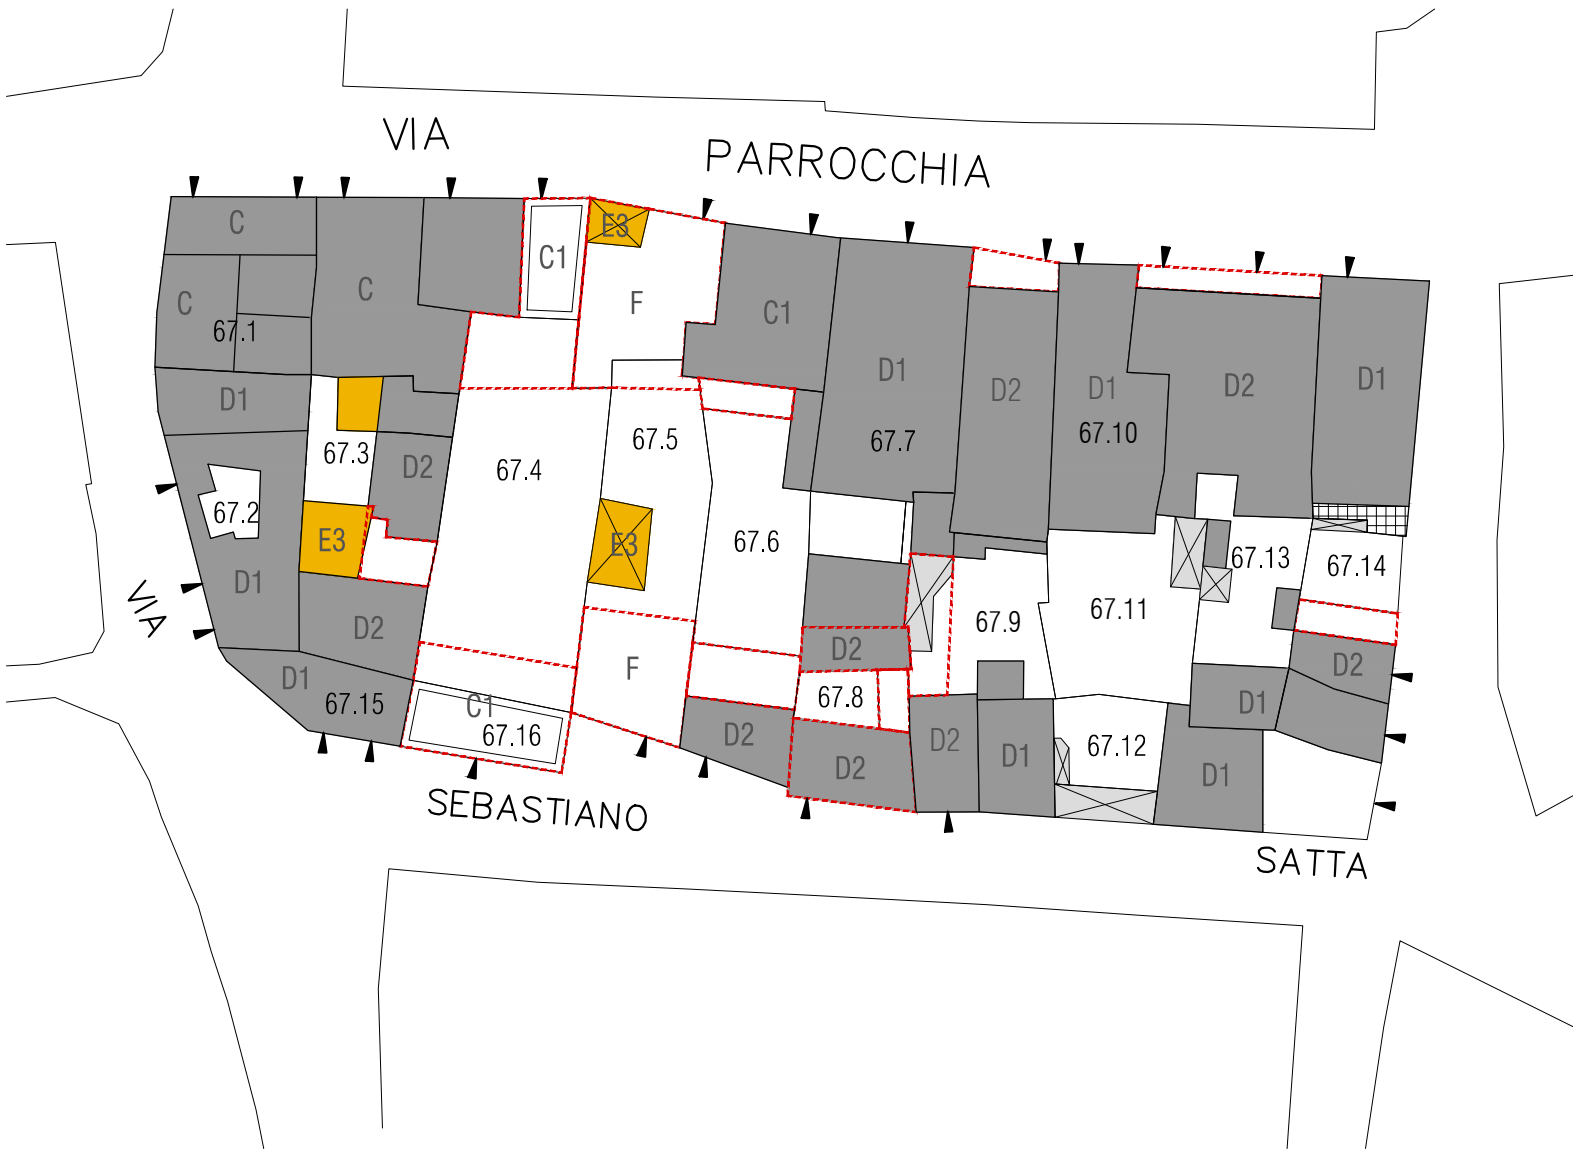 VIA
PARROCCHIA
C
E3
C1
C
C
F
C1
67.1
D1
D1
D2
D1
D2
D1
67.7
67.10
67.5
67.3
D2
67.4
67.2
E3
E3
67.6
67.13
67.14
D1
VIA
67.11
67.9
D2
D2
D2
F
D1
67.15
C1
67.16
67.8
D1
D2
D2
D1
67.12
D2
D1
SEBASTIANO
SATTA